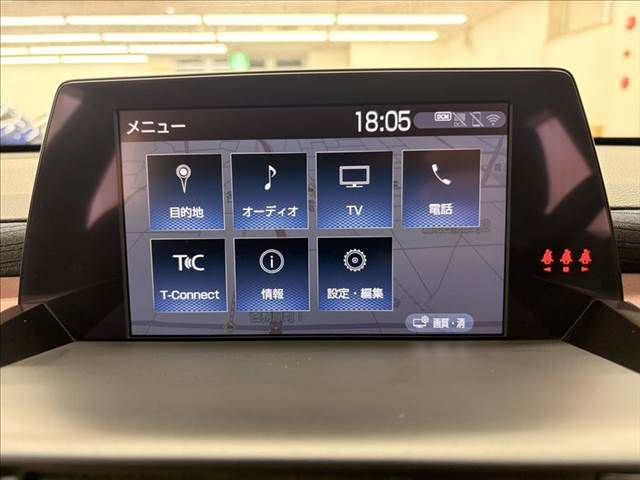 メニュー
18:05
DCM
目的地
オーディオ
TV
電話
T-Connect
情報
設定・編集
画質・消